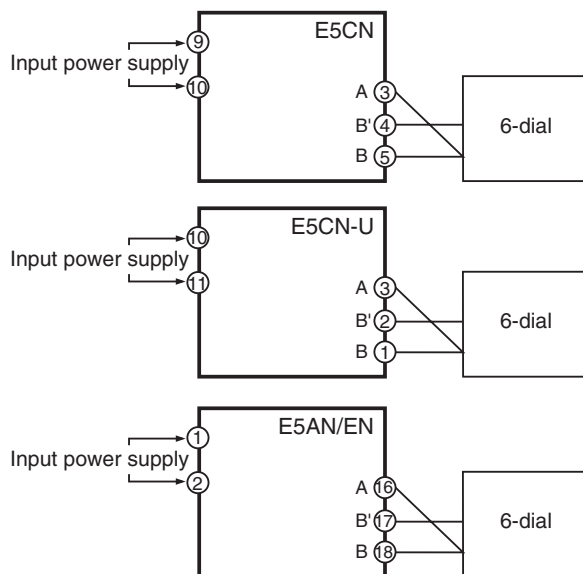 E5CN
9
Input power supply
10
A 3
B' 4
B 5
6-dial
E5CN-U
10
Input power supply
11
A 3
B' 2
B 1
6-dial
E5AN/EN
1
Input power supply
2
A 16
B' 17
B 18
6-dial